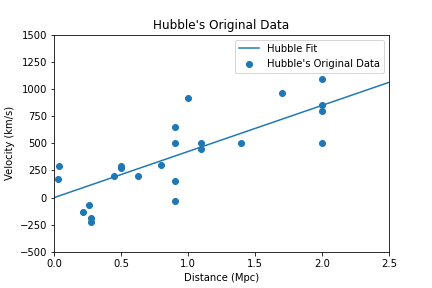 Hubble's Original Data
Hubble Fit
Hubble's Original Data
Velocity (km/s)
1500
1250
1000
750
500
250
0
−250
−500
0.0 0.5 1.0 1.5 2.0 2.5
Distance (Mpc)